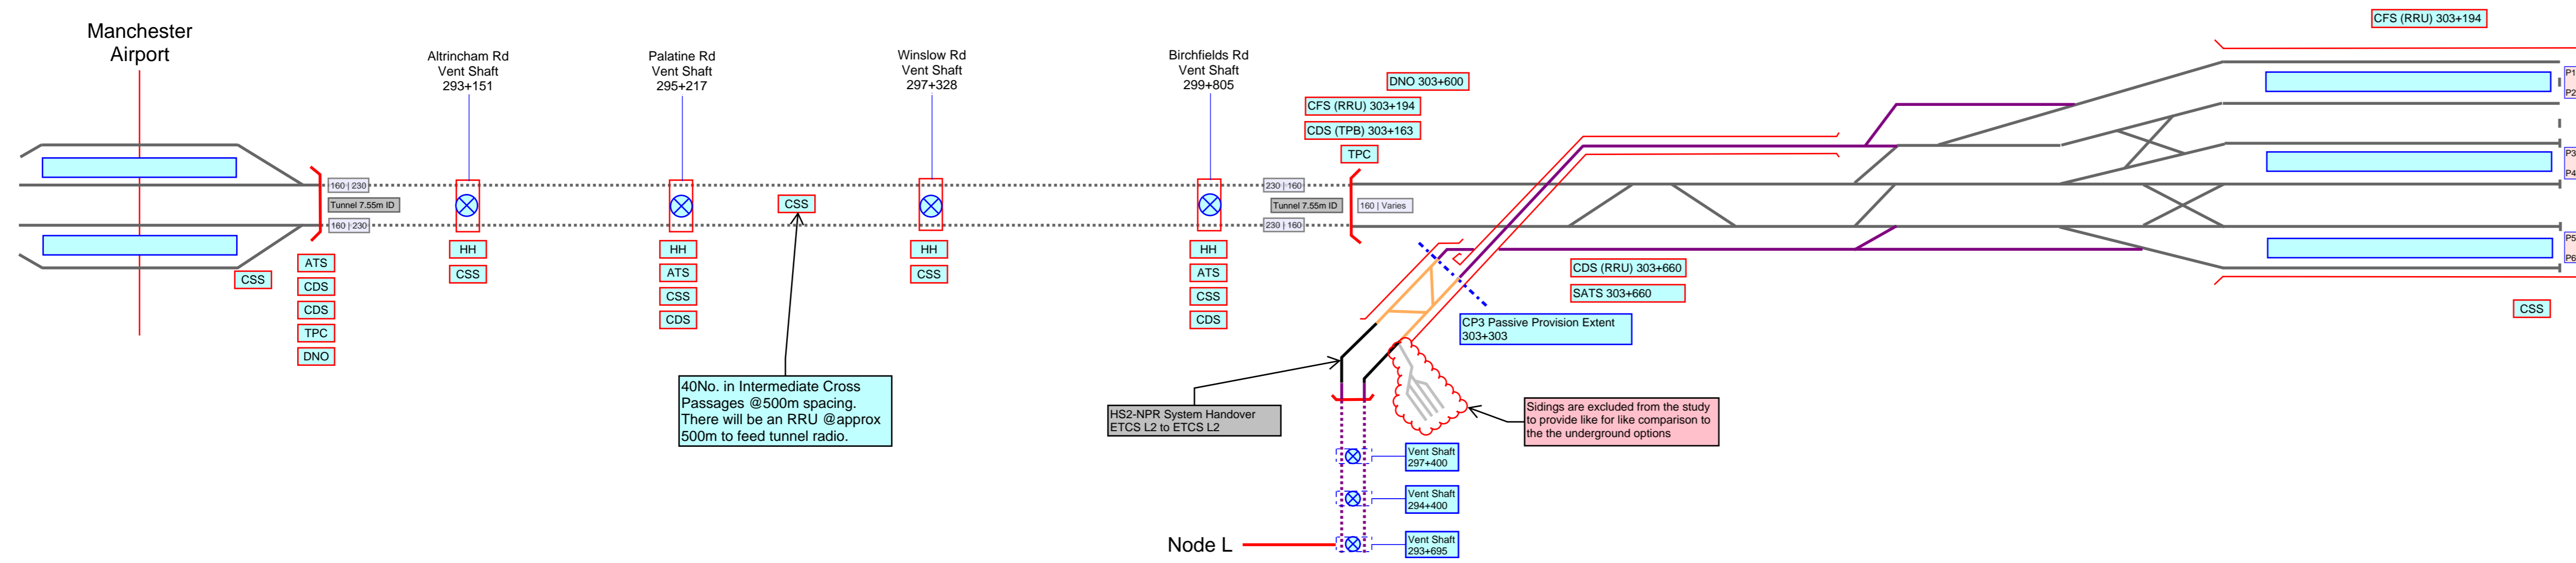 Manchester
Airport
Altrincham Rd
Vent Shaft
293+151
Palatine Rd
Vent Shaft
295+217
Winslow Rd
Vent Shaft
297+328
Birchfields Rd
Vent Shaft
299+805
DNO 303+600
CFS (RRU) 303+194
CDS (TPB) 303+163
TPC
CFS (RRU) 303+194
P1
P2
P3
P4
P5
P6
160 | 230
Tunnel 7.55m ID
160 | 230
CSS
230 | 160
Tunnel 7.55m ID
230 | 160
160 | Varies
CSS
ATS
CDS
CDS
TPC
DNO
HH
CSS
HH
ATS
CSS
CDS
HH
CSS
HH
ATS
CSS
CDS
CDS (RRU) 303+660
SATS 303+660
CP3 Passive Provision Extent
303+303
CSS
40No. in Intermediate Cross
Passages @500m spacing.
There will be an RRU @approx
500m to feed tunnel radio.
HS2-NPR System Handover
ETCS L2 to ETCS L2
Sidings are excluded from the study
to provide like for like comparison to
the the underground options
Vent Shaft
297+400
Vent Shaft
294+400
Node L
Vent Shaft
293+695